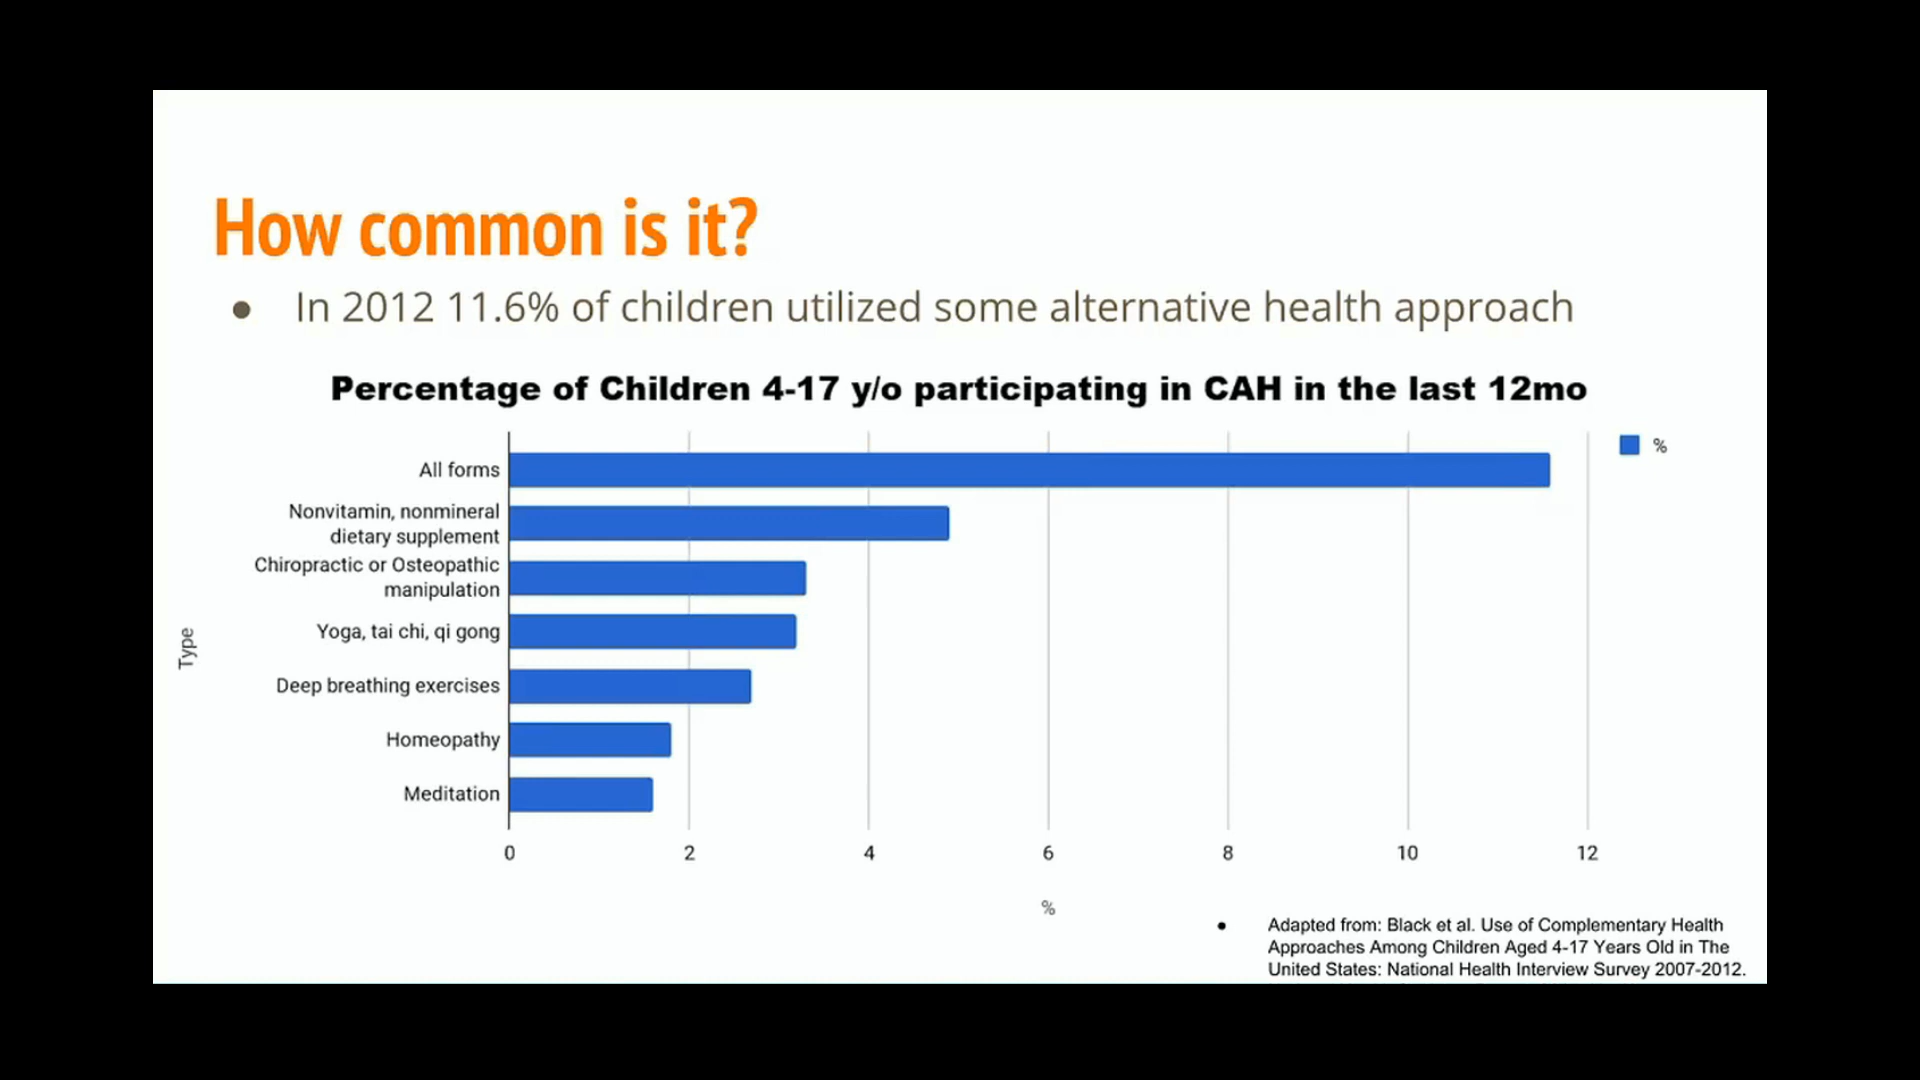 How common is it?
● In 2012 11.6% of children utilized some alternative health approach
Percentage of Children 4-17 y/o participating in CAH in the last 12mo
%
All forms
Nonvitamin, nonmineral
dietary supplement
Chiropractic or Osteopathic
manipulation
Yoga, tai chi, qi gong
Deep breathing exercises
Homeopathy
Meditation
Type
0 2 4 6 8 10 12
%
● Adapted from: Black et al. Use of Complementary Health
Approaches Among Children Aged 4-17 Years Old in The
United States: National Health Interview Survey 2007-2012.